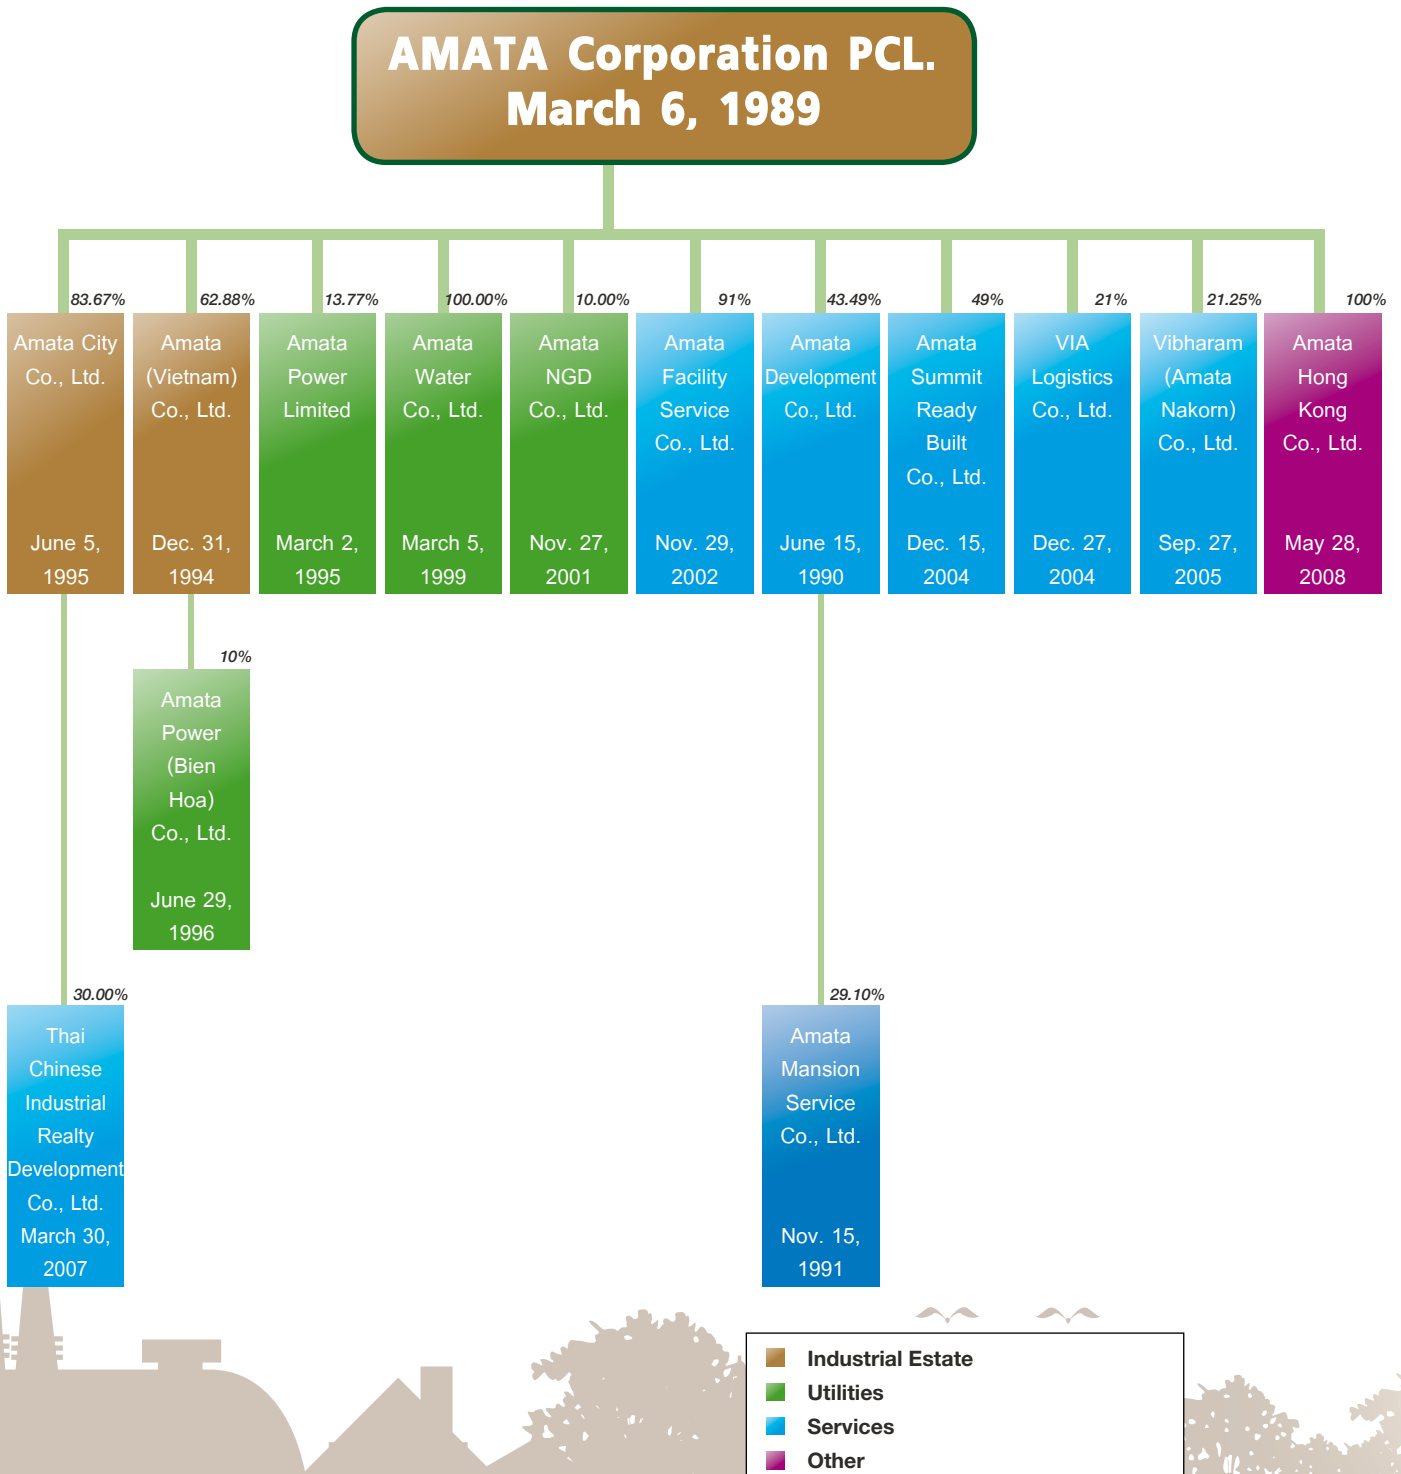 AMATA Corporation PCL.
March 6, 1989
83.67%
Amata City
Co., Ltd.
June 5,
1995
62.88%
Amata
(Vietnam)
Co., Ltd.
Dec. 31,
1994
13.77%
Amata
Power
Limited
March 2,
1995
100.00%
Amata
Water
Co., Ltd.
March 5,
1999
10.00%
Amata
NGD
Co., Ltd.
Nov. 27,
2001
91%
Amata
Facility
Service
Co., Ltd.
Nov. 29,
2002
43.49%
Amata
Development
Co., Ltd.
June 15,
1990
49%
Amata
Summit
Ready
Built
Co., Ltd.
Dec. 15,
2004
21%
VIA
Logistics
Co., Ltd.
Dec. 27,
2004
21.25%
Vibharam
(Amata
Nakorn)
Co., Ltd.
Sep. 27,
2005
100%
Amata
Hong
Kong
Co., Ltd.
May 28,
2008
10%
Amata
Power
(Bien
Hoa)
Co., Ltd.
June 29,
1996
30.00%
Thai
Chinese
Industrial
Realty
Development
Co., Ltd.
March 30,
2007
29.10%
Amata
Mansion
Service
Co., Ltd.
Nov. 15,
1991
Industrial Estate
Utilities
Services
Other